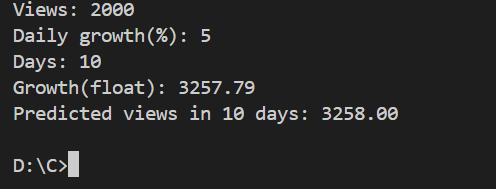 Views: 2000
Daily growth(%): 5
Days: 10
Growth(float): 3257.79
Predicted views in 10 days: 3258.00
D:\C>